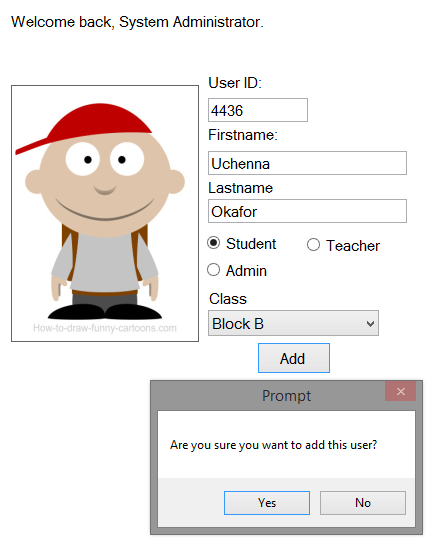 Welcome back, System Administrator.
User ID:
4436
Firstname:
Uchenna
Lastname
Okafor
Student
Teacher
Admin
Class
Block B
How-to-draw-funny-cartoons.com
Add
Prompt
Are you sure you want to add this user?
Yes
No